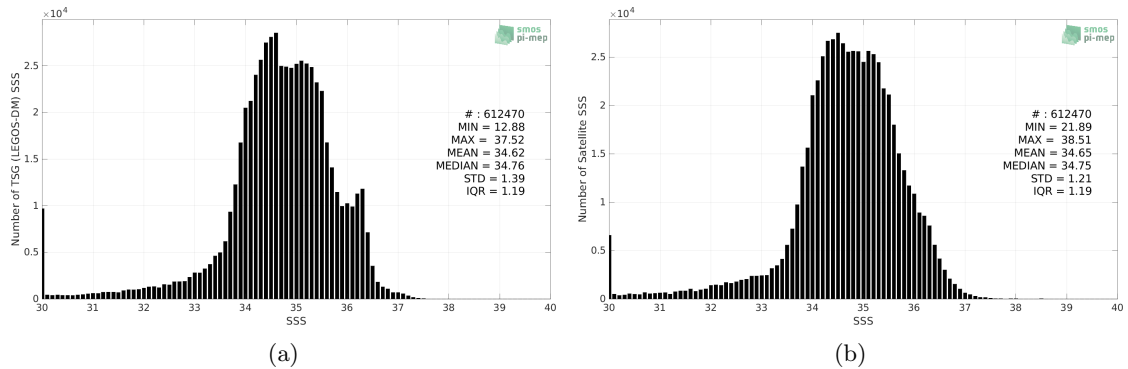 ×10⁴
smos
pi-mep
Number of TSG (LEGOS-DM) SSS
2.5
2
1.5
1
0.5
0
# : 612470
MIN = 12.88
MAX = 37.52
MEAN = 34.62
MEDIAN = 34.76
STD = 1.39
IQR = 1.19
30 31 32 33 34 35 36 37 38 39 40
SSS
(a)
×10⁴
smos
pi-mep
Number of Satellite SSS
2.5
2
1.5
1
0.5
0
# : 612470
MIN = 21.89
MAX = 38.51
MEAN = 34.65
MEDIAN = 34.75
STD = 1.21
IQR = 1.19
30 31 32 33 34 35 36 37 38 39 40
SSS
(b)